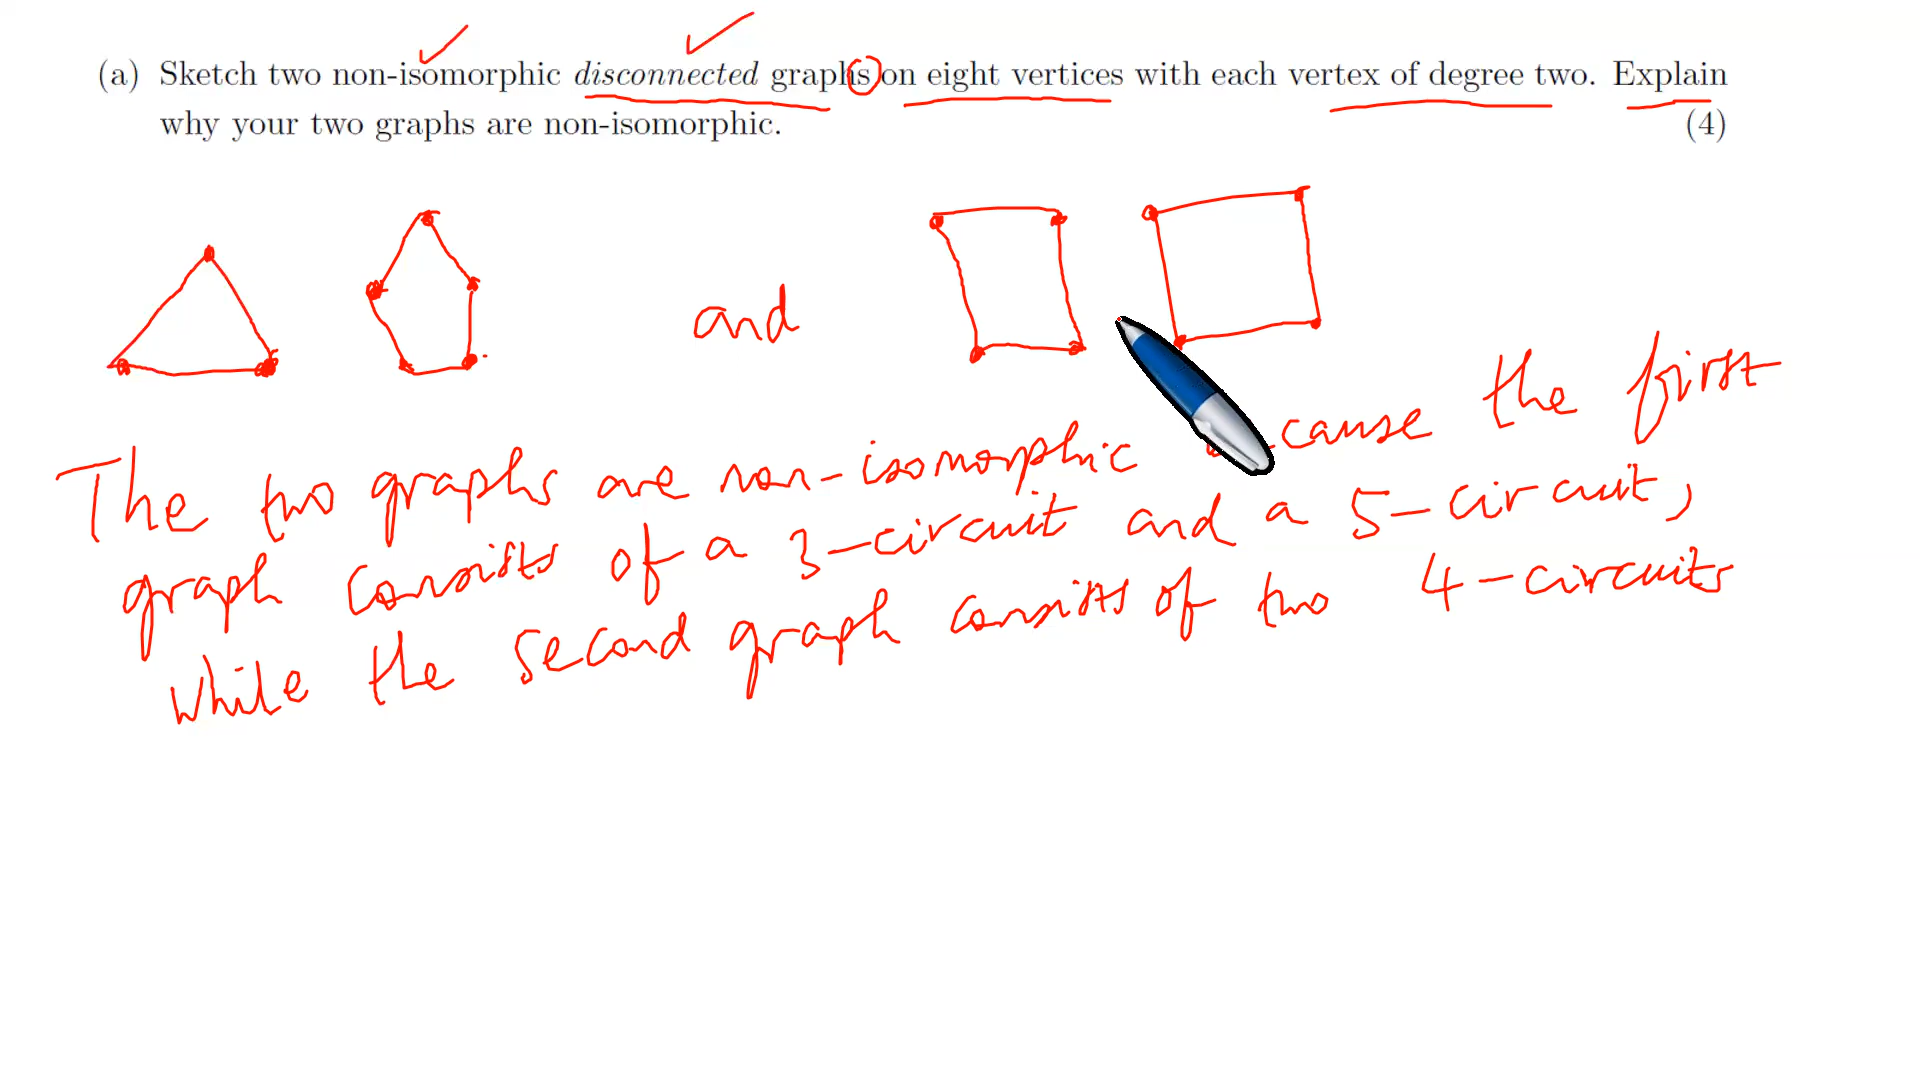 (a) Sketch two non-isomorphic disconnected graphs on eight vertices with each vertex of degree two. Explain
why your two graphs are non-isomorphic. (4)
and
The two graphs are non-isomorphic cause the first
graph consists of a 3-circuit and a 5-circuit,
while the second graph consists of two 4-circuits